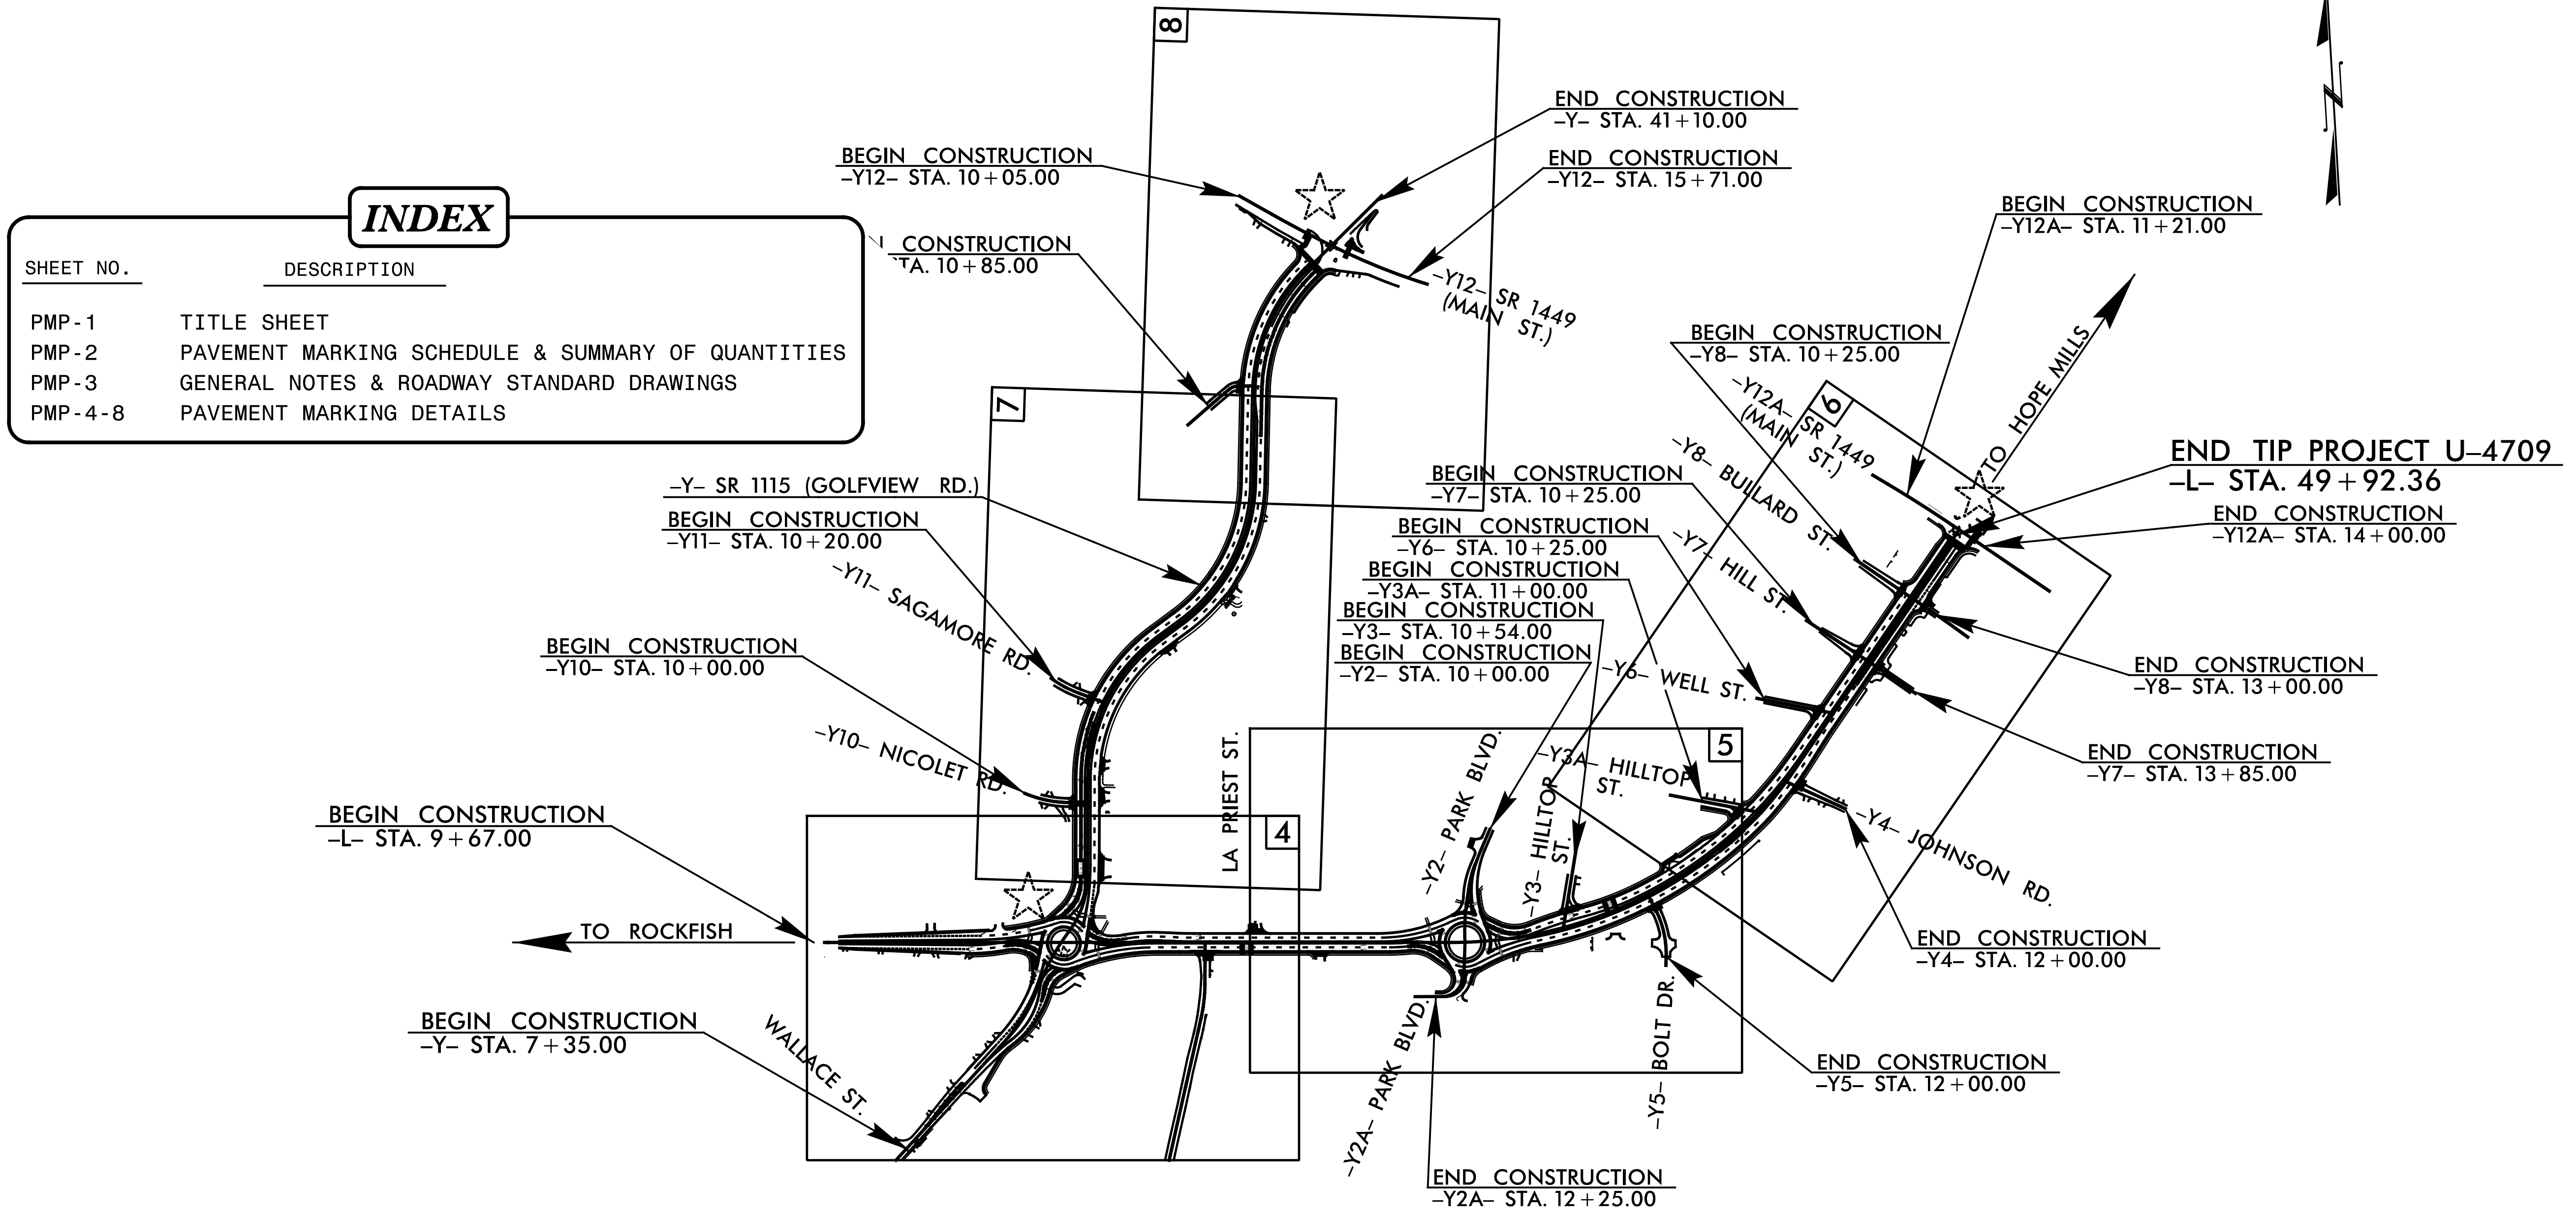 INDEX
SHEET NO. DESCRIPTION
PMP-1 TITLE SHEET
PMP-2 PAVEMENT MARKING SCHEDULE & SUMMARY OF QUANTITIES
PMP-3 GENERAL NOTES & ROADWAY STANDARD DRAWINGS
PMP-4-8 PAVEMENT MARKING DETAILS
8
END CONSTRUCTION
-Y- STA. 41+10.00
BEGIN CONSTRUCTION
-Y12- STA. 10+05.00
END CONSTRUCTION
-Y12- STA. 15+71.00
CONSTRUCTION
TA. 10+85.00
-Y12- SR 1449
(MAIN ST.)
BEGIN CONSTRUCTION
-Y12A- STA. 11+21.00
BEGIN CONSTRUCTION
-Y8- STA. 10+25.00
-Y12A- SR 1449
(MAIN ST.)
6
TO HOPE MILLS
END TIP PROJECT U-4709
-L- STA. 49+92.36
END CONSTRUCTION
-Y12A- STA. 14+00.00
7
-Y- SR 1115 (GOLFVIEW RD.)
BEGIN CONSTRUCTION
-Y11- STA. 10+20.00
-Y11- SAGAMORE RD.
BEGIN CONSTRUCTION
-Y10- STA. 10+00.00
-Y10- NICOLET RD.
-Y8- BULLARD ST.
BEGIN CONSTRUCTION
-Y7- STA. 10+25.00
-Y7- HILL ST.
BEGIN CONSTRUCTION
-Y6- STA. 10+25.00
BEGIN CONSTRUCTION
-Y3A- STA. 11+00.00
BEGIN CONSTRUCTION
-Y3- STA. 10+54.00
BEGIN CONSTRUCTION
-Y2- STA. 10+00.00
-Y6- WELL ST.
END CONSTRUCTION
-Y8- STA. 13+00.00
END CONSTRUCTION
-Y7- STA. 13+85.00
5
-Y3A- HILLTOP
ST.
-Y2- PARK BLVD.
-Y3- HILLTOP
ST.
LA PRIEST ST.
4
BEGIN CONSTRUCTION
-L- STA. 9+67.00
TO ROCKFISH
-Y4- JOHNSON RD.
END CONSTRUCTION
-Y4- STA. 12+00.00
BEGIN CONSTRUCTION
-Y- STA. 7+35.00
WALLACE ST.
-Y2A- PARK BLVD.
-Y5- BOLT DR.
END CONSTRUCTION
-Y5- STA. 12+00.00
END CONSTRUCTION
-Y2A- STA. 12+25.00